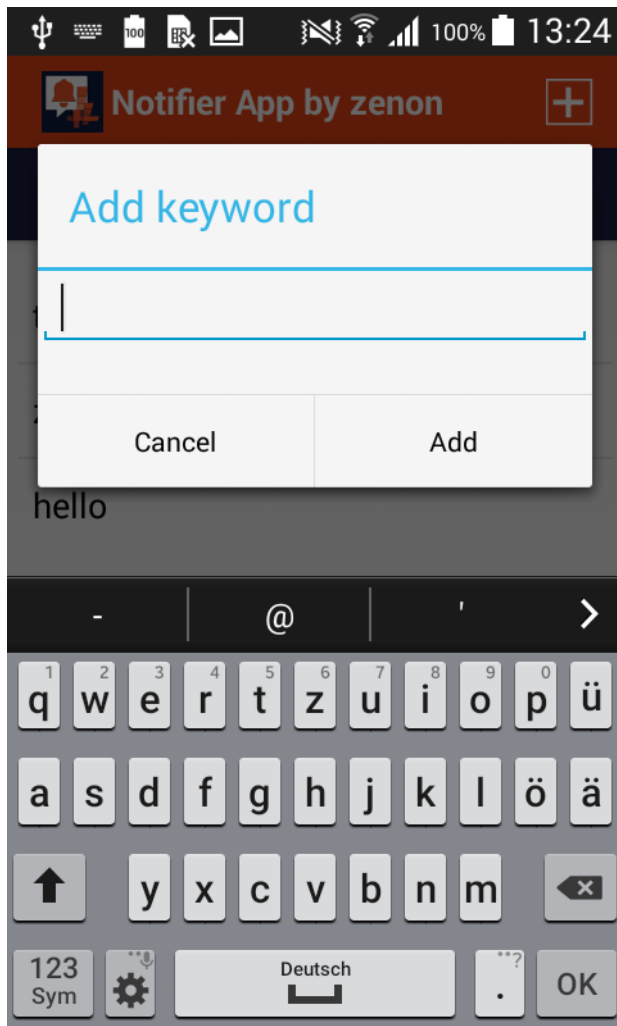 100 100% 13:24
Notifier App by zenon
Add keyword
Cancel Add
hello
- @ '
1 2 3 4 5 6 7 8 9 0
q w e r t z u i o p ü
a s d f g h j k l ö ä
y x c v b n m
123 Deutsch ...?
Sym . OK